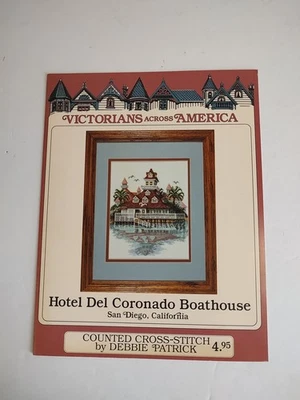 VICTORIANS ACROSS AMERICA
Hotel Del Coronado Boathouse
San Diego, California
COUNTED CROSS-STITCH
by DEBBIE PATRICK 4.95